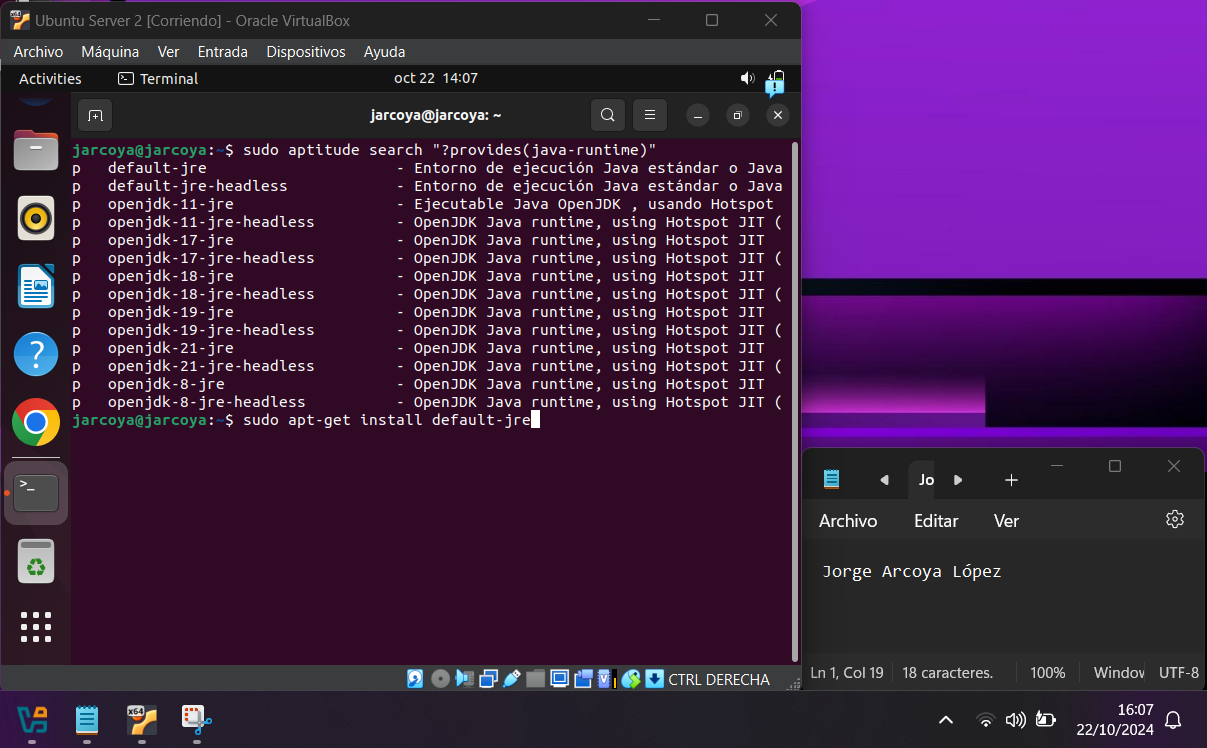 Ubuntu Server 2 [Corriendo] - Oracle VirtualBox
Archivo Máquina Ver Entrada Dispositivos Ayuda
Activities Terminal oct 22 14:07
jarcoya@jarcoya: ~
jarcoya@jarcoya:~$ sudo aptitude search "?provides(java-runtime)"
p default-jre - Entorno de ejecución Java estándar o Java
p default-jre-headless - Entorno de ejecución Java estándar o Java
p openjdk-11-jre - Ejecutable Java OpenJDK , usando Hotspot
p openjdk-11-jre-headless - OpenJDK Java runtime, using Hotspot JIT (
p openjdk-17-jre - OpenJDK Java runtime, using Hotspot JIT
p openjdk-17-jre-headless - OpenJDK Java runtime, using Hotspot JIT (
p openjdk-18-jre - OpenJDK Java runtime, using Hotspot JIT
p openjdk-18-jre-headless - OpenJDK Java runtime, using Hotspot JIT (
p openjdk-19-jre - OpenJDK Java runtime, using Hotspot JIT
p openjdk-19-jre-headless - OpenJDK Java runtime, using Hotspot JIT (
p openjdk-21-jre - OpenJDK Java runtime, using Hotspot JIT
p openjdk-21-jre-headless - OpenJDK Java runtime, using Hotspot JIT (
p openjdk-8-jre - OpenJDK Java runtime, using Hotspot JIT
p openjdk-8-jre-headless - OpenJDK Java runtime, using Hotspot JIT (
jarcoya@jarcoya:~$ sudo apt-get install default-jre
CTRL DERECHA
Jo
Archivo Editar Ver
Jorge Arcoya López
Ln 1, Col 19 18 caracteres. 100% Window UTF-8
x64
16:07
22/10/2024